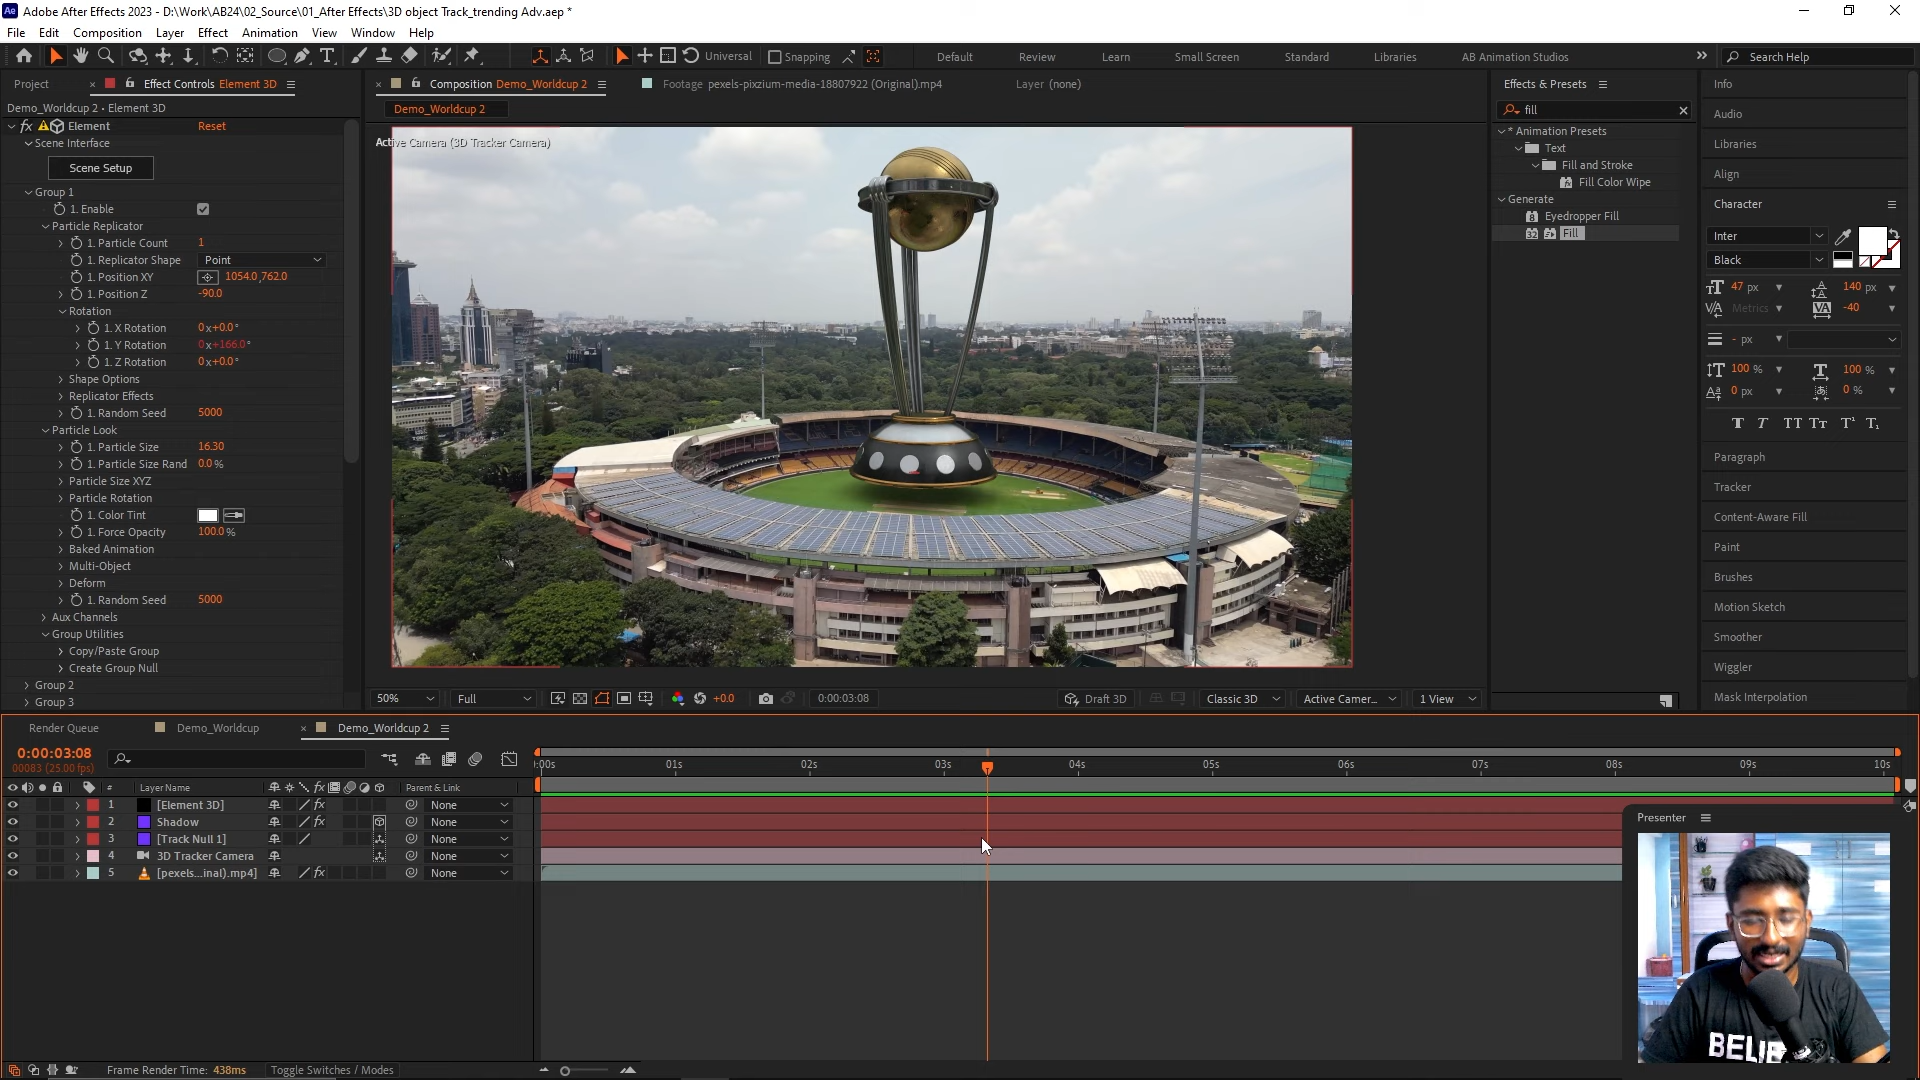 Adobe After Effects 2023 - D:\Work\AB24\02_Source\01_After Effects\3D object Track_trending Adv.aep *
File Edit Composition Layer Effect Animation View Window Help
Universal Snapping Default Review Learn Small Screen Standard Libraries AB Animation Studios Search Help
Project Effect Controls Element 3D
Demo_Worldcup 2 • Element 3D
Element Reset
Scene Interface
Scene Setup
Group 1
1. Enable
Particle Replicator
1. Particle Count 1
1. Replicator Shape Point
1. Position XY 1054.0,762.0
1. Position Z -90.0
Rotation
1. X Rotation 0x+0.0°
1. Y Rotation 0x+166.0°
1. Z Rotation 0x+0.0°
Shape Options
Replicator Effects
1. Random Seed 5000
Particle Look
1. Particle Size 16.30
1. Particle Size Rand 0.0%
Particle Size XYZ
Particle Rotation
1. Color Tint
1. Force Opacity 100.0%
Baked Animation
Multi-Object
Deform
1. Random Seed 5000
Aux Channels
Group Utilities
Copy/Paste Group
Create Group Null
Group 2
Group 3
Composition Demo_Worldcup 2 Footage pexels-pixzium-media-18807922 (Original).mp4 Layer (none)
Demo_Worldcup 2
Active Camera (3D Tracker Camera)
50% Full +0.0 0:00:03:08 Draft 3D Classic 3D Active Camer... 1 View
Effects & Presets
fill
* Animation Presets
Text
Fill and Stroke
Fill Color Wipe
Generate
Eyedropper Fill
Fill
Info
Audio
Libraries
Align
Character
Inter
Black
47 px 140 px
Metrics -40
- px
100 % 100 %
0 px 0 %
Paragraph
Tracker
Content-Aware Fill
Paint
Brushes
Motion Sketch
Smoother
Wiggler
Mask Interpolation
Render Queue Demo_Worldcup Demo_Worldcup 2
0:00:03:08
00083 (25.00 fps)
:00s 01s 02s 03s 04s 05s 06s 07s 08s 09s 10s
# Layer Name Parent & Link
1 [Element 3D] None
2 Shadow None
3 [Track Null 1] None
4 3D Tracker Camera None
5 [pexels...inal).mp4] None
Presenter
BELIE
Frame Render Time: 438ms Toggle Switches / Modes